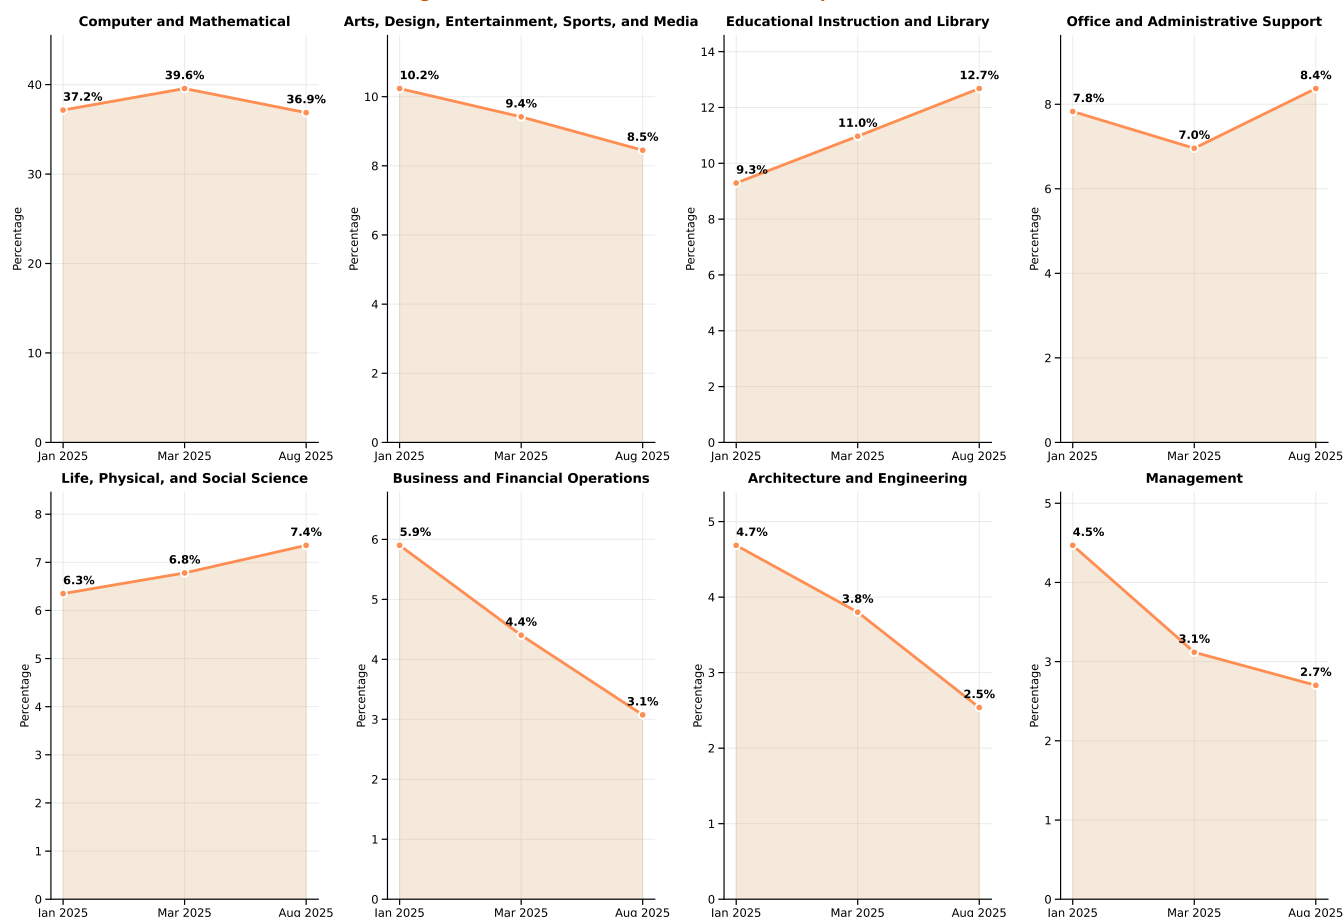 Computer and Mathematical
Percentage
40
30
20
10
0
37.2%
39.6%
36.9%
Jan 2025
Mar 2025
Aug 2025
Arts, Design, Entertainment, Sports, and Media
Percentage
10
8
6
4
2
0
10.2%
9.4%
8.5%
Jan 2025
Mar 2025
Aug 2025
Educational Instruction and Library
Percentage
14
12
10
8
6
4
2
0
9.3%
11.0%
12.7%
Jan 2025
Mar 2025
Aug 2025
Office and Administrative Support
Percentage
8
6
4
2
0
7.8%
7.0%
8.4%
Jan 2025
Mar 2025
Aug 2025
Life, Physical, and Social Science
Percentage
8
7
6
5
4
3
2
1
0
6.3%
6.8%
7.4%
Jan 2025
Mar 2025
Aug 2025
Business and Financial Operations
Percentage
6
5
4
3
2
1
0
5.9%
4.4%
3.1%
Jan 2025
Mar 2025
Aug 2025
Architecture and Engineering
Percentage
5
4
3
2
1
0
4.7%
3.8%
2.5%
Jan 2025
Mar 2025
Aug 2025
Management
Percentage
5
4
3
2
1
0
4.5%
3.1%
2.7%
Jan 2025
Mar 2025
Aug 2025